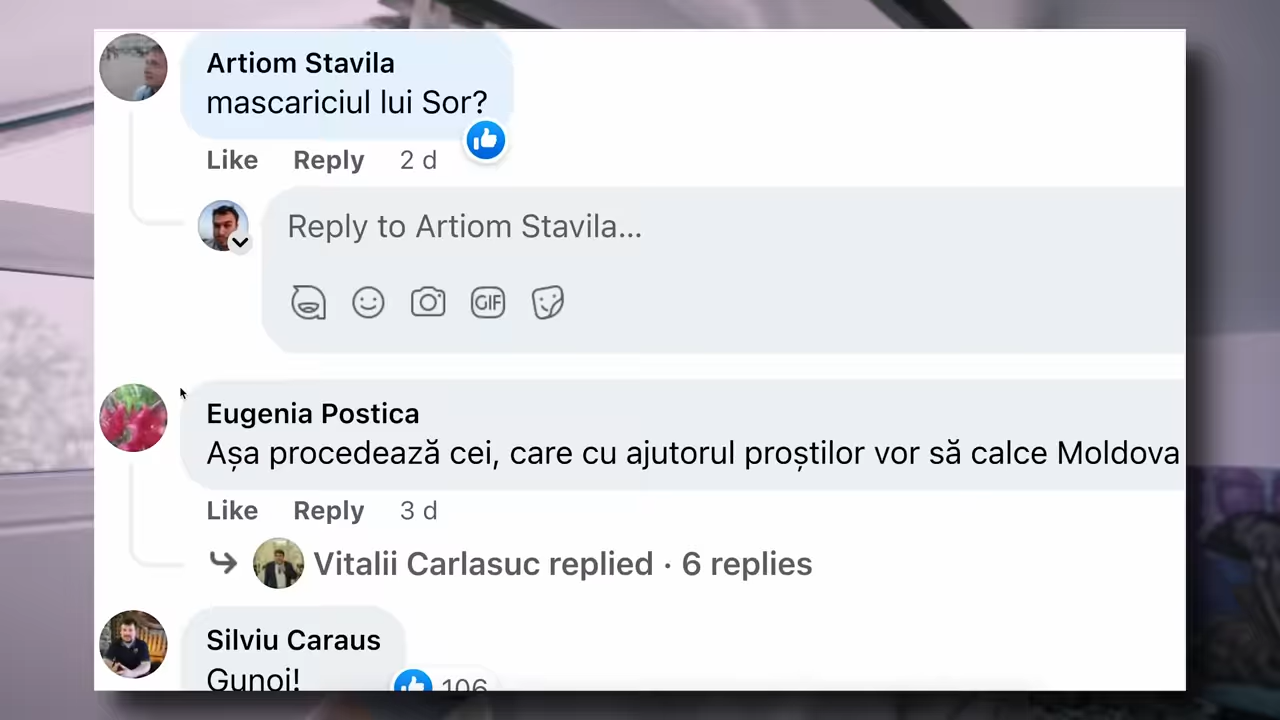 Artiom Stavila
mascariciul lui Sor?
Like Reply 2 d
Reply to Artiom Stavila...
GIF
Eugenia Postica
Așa procedează cei, care cu ajutorul proștilor vor să calce Moldova
Like Reply 3 d
Vitalii Carlasuc replied · 6 replies
Silviu Caraus
Gunoi!
106